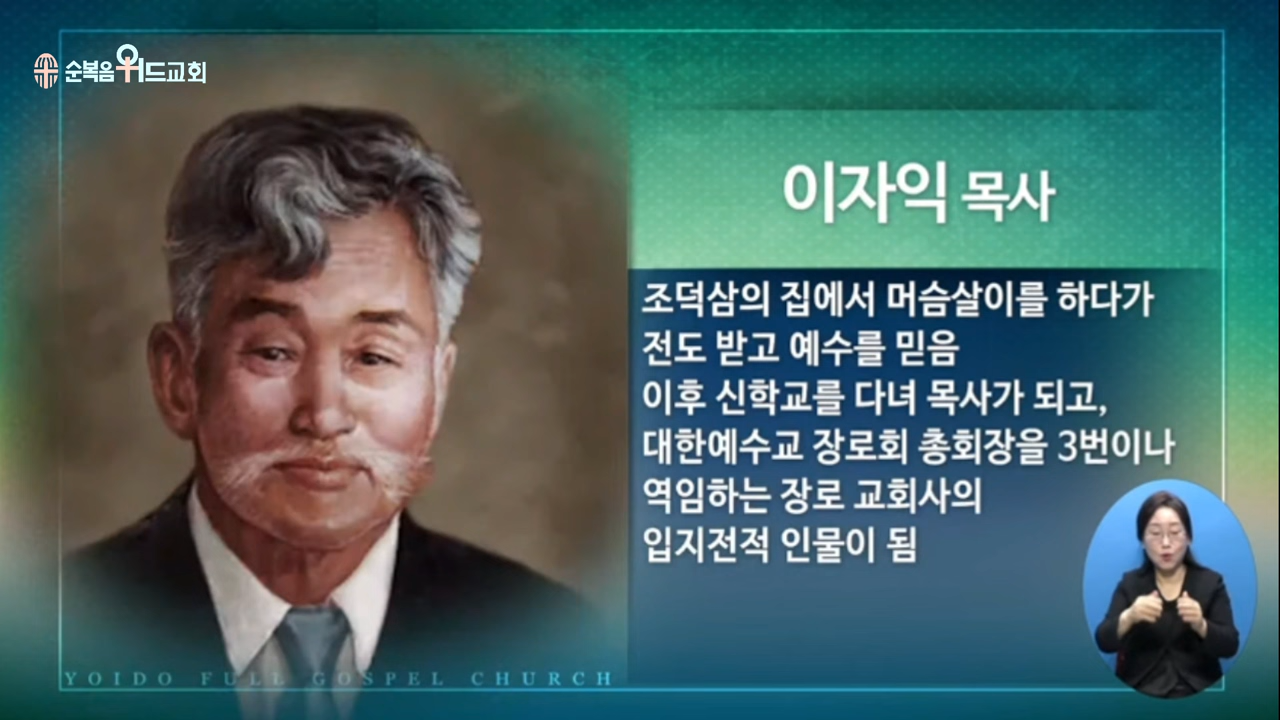 순복음위드교회
이자익 목사
조덕삼의 집에서 머슴살이를 하다가
전도 받고 예수를 믿음
이후 신학교를 다녀 목사가 되고,
대한예수교 장로회 총회장을 3번이나
역임하는 장로 교회사의
입지전적 인물이 됨
YOIDO FULL GOSPEL CHURCH